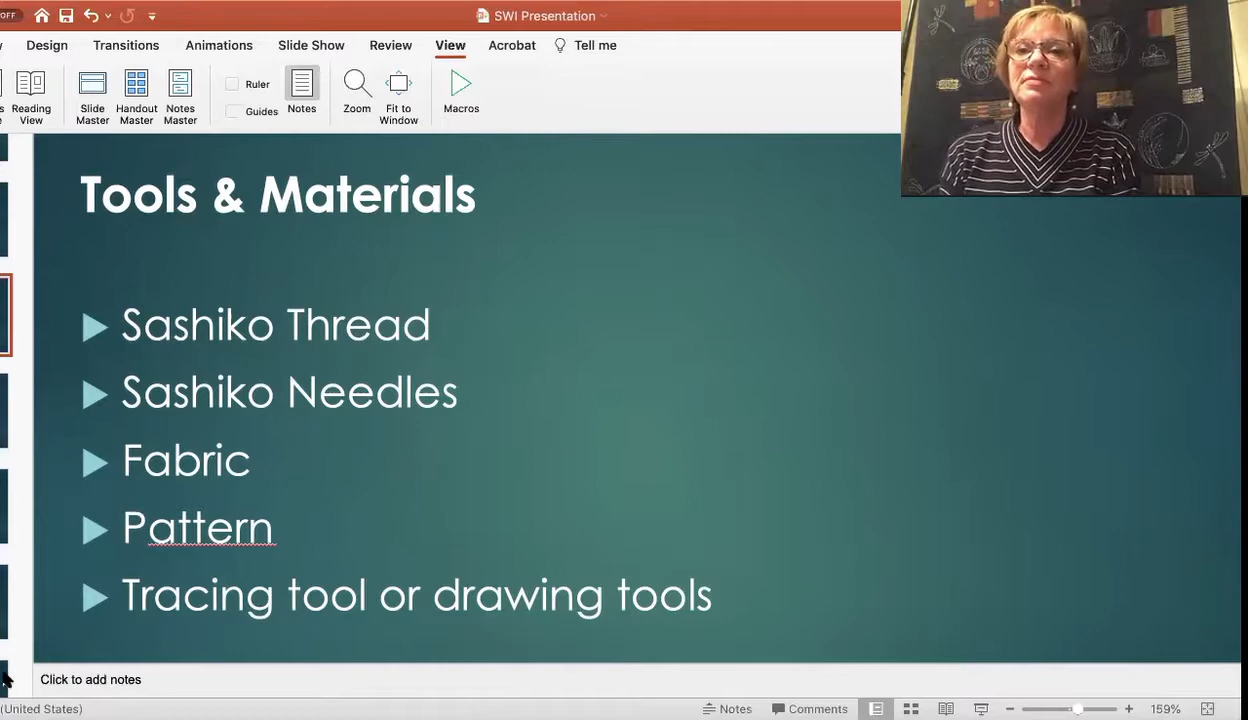 OFF
SWI Presentation
Design Transitions Animations Slide Show Review View Acrobat Tell me
Reading View
Slide Master
Handout Master
Notes Master
Ruler
Guides
Notes
Zoom
Fit to Window
Macros
Tools & Materials
Sashiko Thread
Sashiko Needles
Fabric
Pattern
Tracing tool or drawing tools
Click to add notes
(United States) Notes Comments 159%